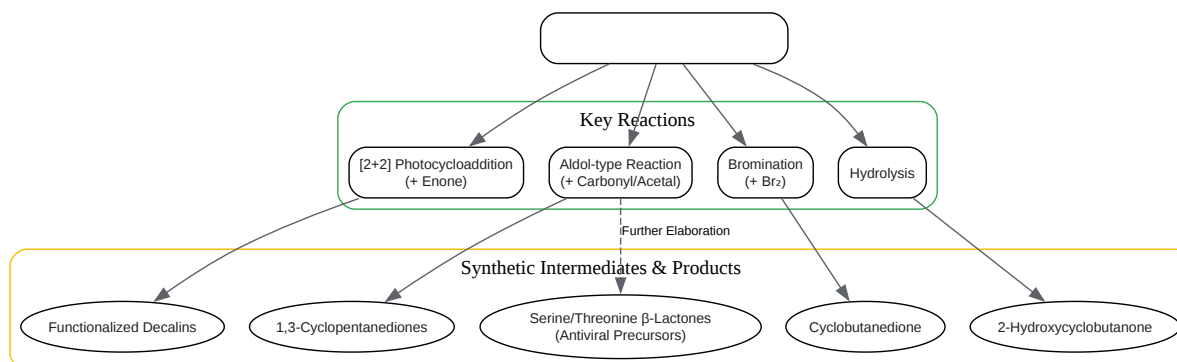 Key Reactions
[2+2] Photocycloaddition
(+ Enone)
Aldol-type Reaction
(+ Carbonyl/Acetal)
Bromination
(+ Br₂)
Hydrolysis
Further Elaboration
Synthetic Intermediates & Products
Functionalized Decalins
1,3-Cyclopentanediones
Serine/Threonine β-Lactones
(Antiviral Precursors)
Cyclobutanedione
2-Hydroxycyclobutanone